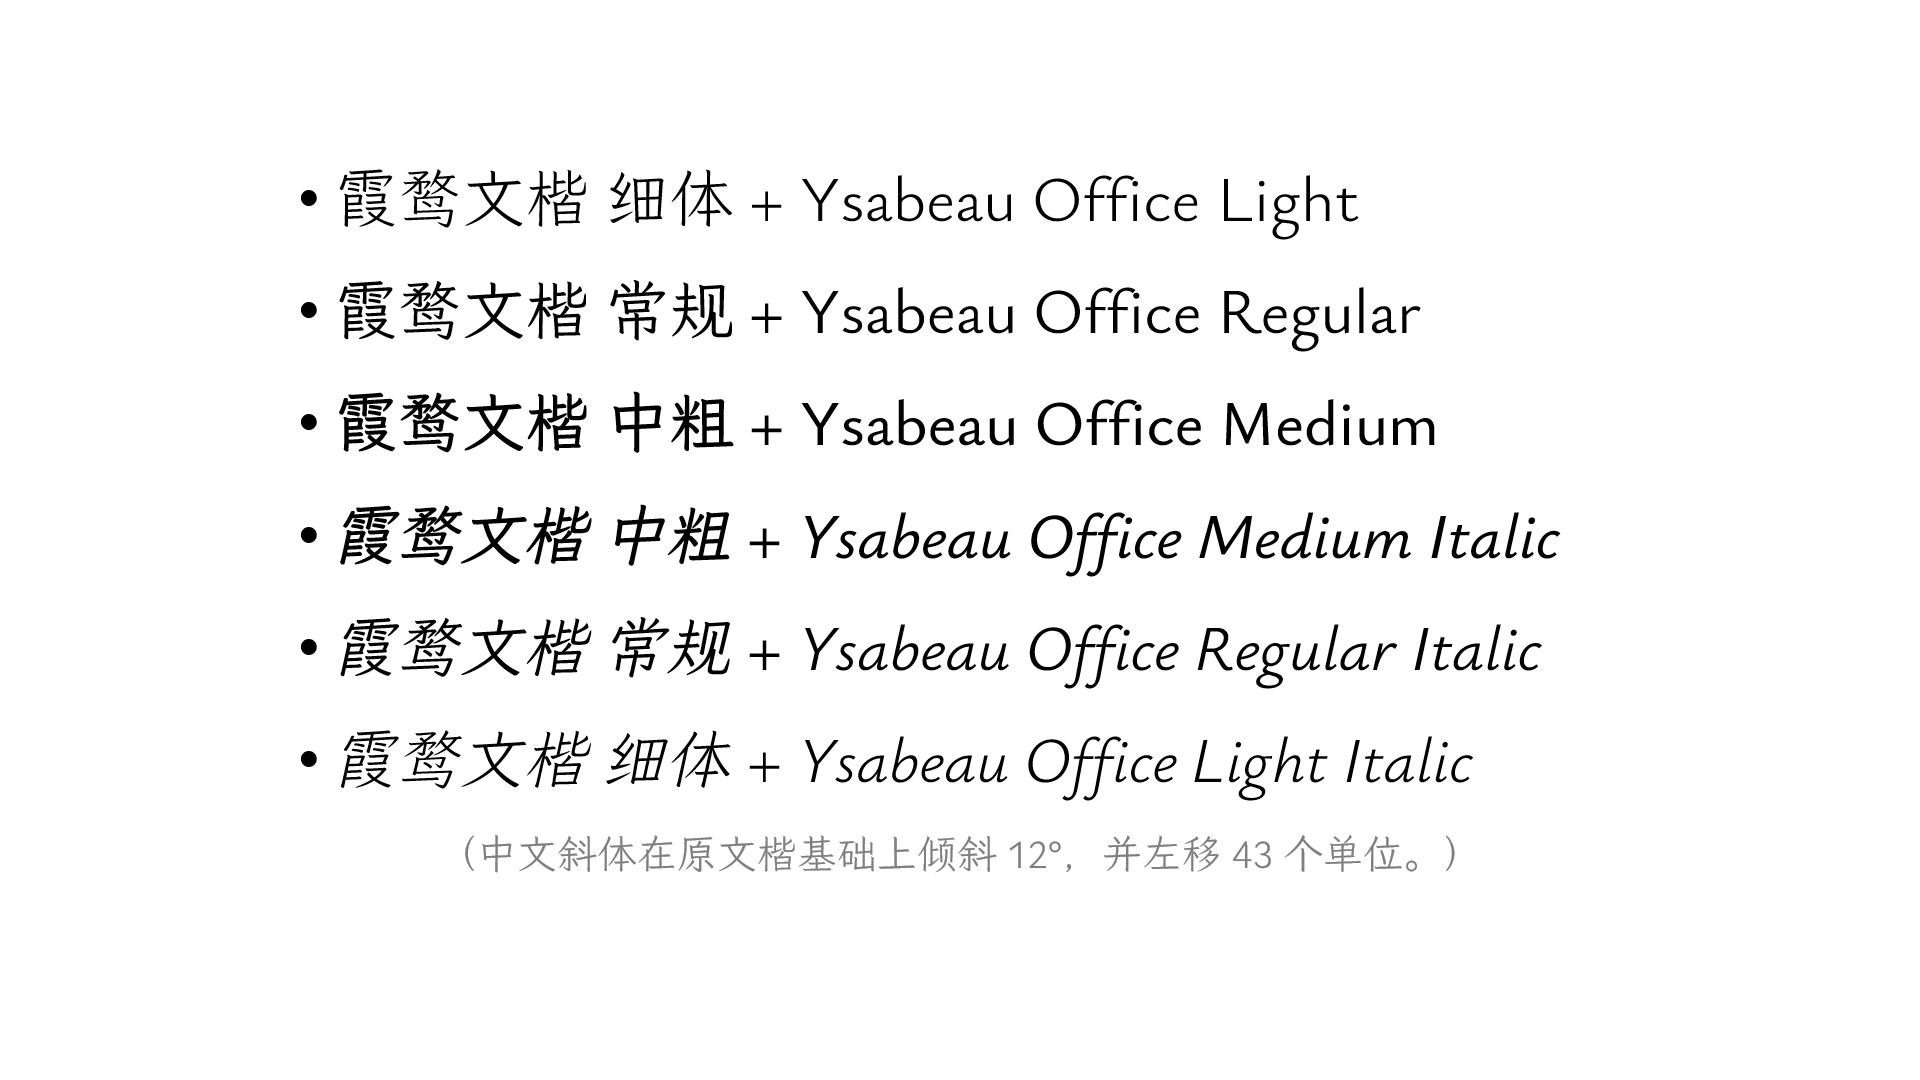 • 霞鹜文楷 细体 + Ysabeau Office Light
• 霞鹜文楷 常规 + Ysabeau Office Regular
• 霞鹜文楷 中粗 + Ysabeau Office Medium
• 霞鹜文楷 中粗 + Ysabeau Office Medium Italic
• 霞鹜文楷 常规 + Ysabeau Office Regular Italic
• 霞鹜文楷 细体 + Ysabeau Office Light Italic
（中文斜体在原文楷基础上倾斜 12°，并左移 43 个单位。）